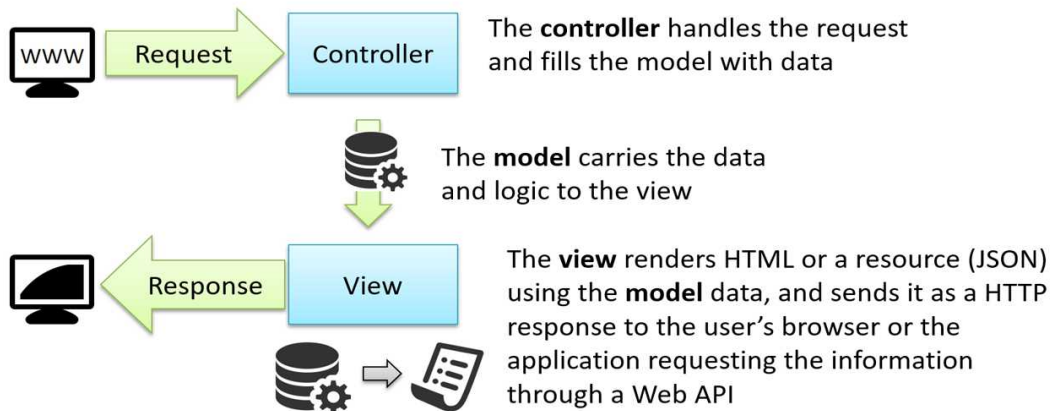 www
Request
Controller
The controller handles the request
and fills the model with data
The model carries the data
and logic to the view
Response
View
The view renders HTML or a resource (JSON)
using the model data, and sends it as a HTTP
response to the user’s browser or the
application requesting the information
through a Web API